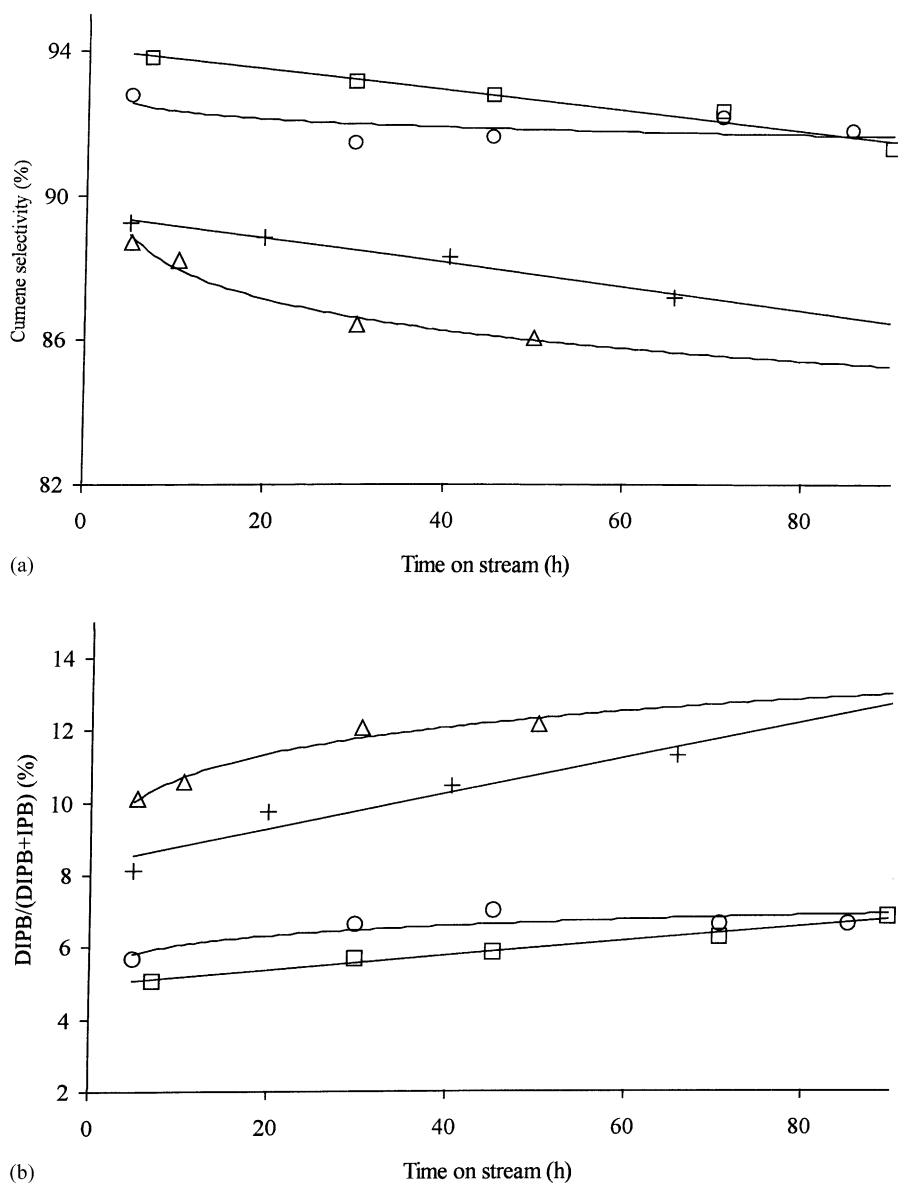 94
90
86
82
Cumene selectivity (%)
0 20 40 60 80
(a) Time on stream (h)
14
12
10
8
6
4
2
DIPB/(DIPB+IPB) (%)
0 20 40 60 80
(b) Time on stream (h)